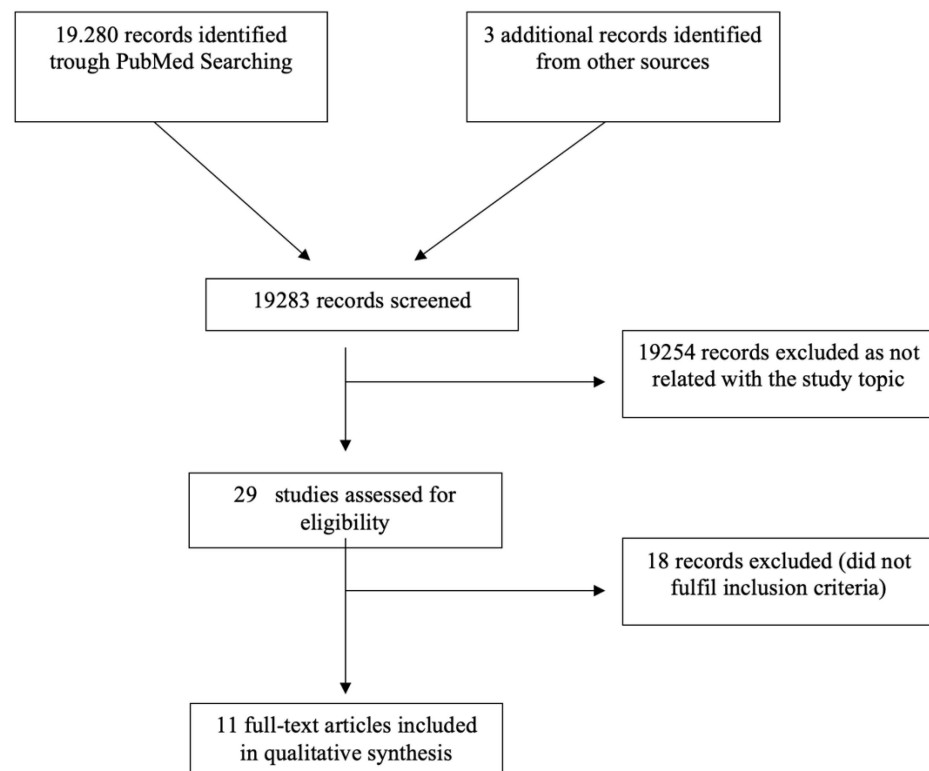 19.280 records identified
trough PubMed Searching
3 additional records identified
from other sources
19283 records screened
19254 records excluded as not
related with the study topic
29 studies assessed for
eligibility
18 records excluded (did not
fulfil inclusion criteria)
11 full-text articles included
in qualitative synthesis